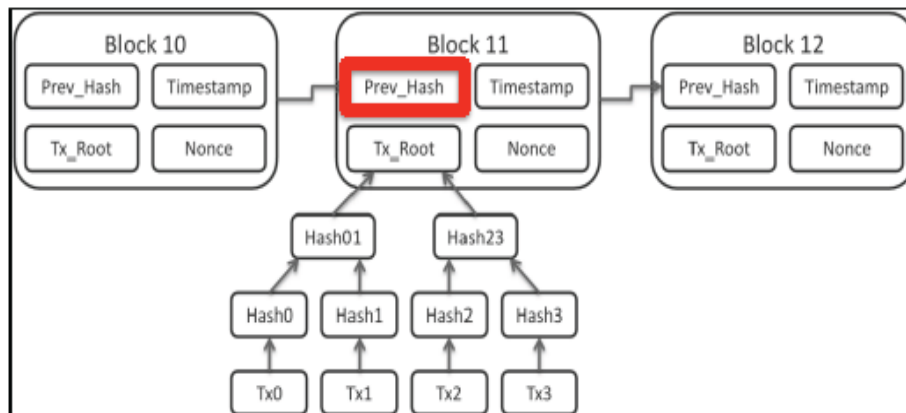 Block 10 Block 11 Block 12
Prev_Hash Timestamp Prev_Hash Timestamp Prev_Hash Timestamp
Tx_Root Nonce Tx_Root Nonce Tx_Root Nonce
Hash01 Hash23
Hash0 Hash1 Hash2 Hash3
Tx0 Tx1 Tx2 Tx3